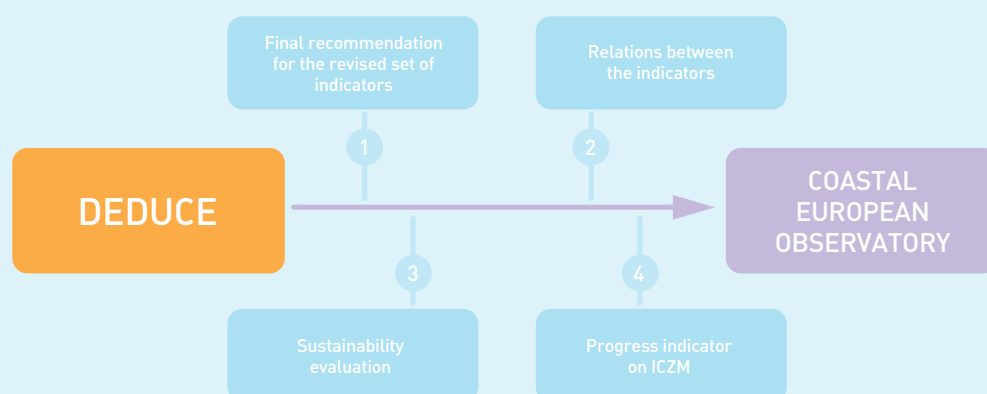 Final recommendation
for the revised set of
indicators
Relations between
the indicators
1
2
DEDUCE
COASTAL
EUROPEAN
OBSERVATORY
3
4
Sustainability
evaluation
Progress indicator
on ICZM